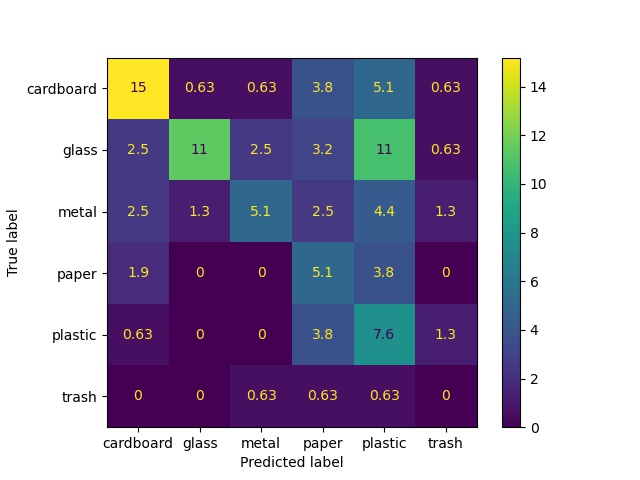 cardboard 15 0.63 0.63 3.8 5.1 0.63
glass 2.5 11 2.5 3.2 11 0.63
metal 2.5 1.3 5.1 2.5 4.4 1.3
paper 1.9 0 0 5.1 3.8 0
plastic 0.63 0 0 3.8 7.6 1.3
trash 0 0 0.63 0.63 0.63 0
cardboard glass metal paper plastic trash
Predicted label
True label
14
12
10
8
6
4
2
0